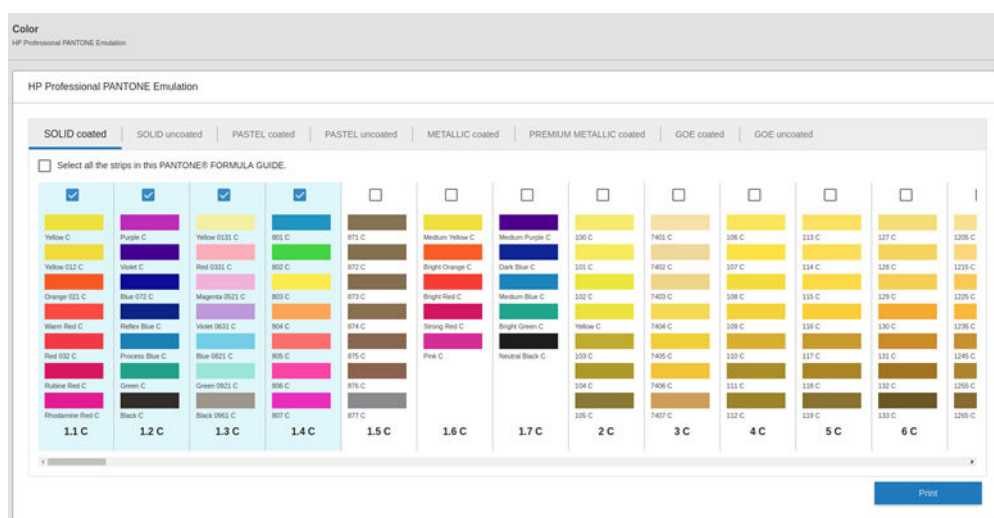 Color
HP Professional PANTONE Emulation
HP Professional PANTONE Emulation
SOLID coated SOLID uncoated PASTEL coated PASTEL uncoated METALLIC coated PREMIUM METALLIC coated GOE coated GOE uncoated
Select all the strips in this PANTONE® FORMULA GUIDE.
Yellow C Purple C Yellow 0131 C 801 C 871 C Medium Yellow C Medium Purple C 100 C 7401 C 106 C 113 C 127 C 1205 C
Yellow 012 C Violet C Red 0331 C 802 C 872 C Bright Orange C Dark Blue C 101 C 7402 C 107 C 114 C 128 C 1215 C
Orange 021 C Blue 072 C Magenta 0521 C 803 C 873 C Bright Red C Medium Blue C 102 C 7403 C 108 C 115 C 129 C 1225 C
Warm Red C Reflex Blue C Violet 0631 C 804 C 874 C Strong Red C Bright Green C Yellow C 7404 C 109 C 116 C 130 C 1235 C
Red 032 C Process Blue C Blue 0821 C 805 C 875 C Pink C Neutral Black C 103 C 7405 C 110 C 117 C 131 C 1245 C
Rubine Red C Green C Green 0921 C 806 C 876 C 104 C 7406 C 111 C 118 C 132 C 1255 C
Rhodamine Red C Black C Black 0961 C 807 C 877 C 105 C 7407 C 112 C 119 C 133 C 1265 C
1.1 C 1.2 C 1.3 C 1.4 C 1.5 C 1.6 C 1.7 C 2 C 3 C 4 C 5 C 6 C
Print